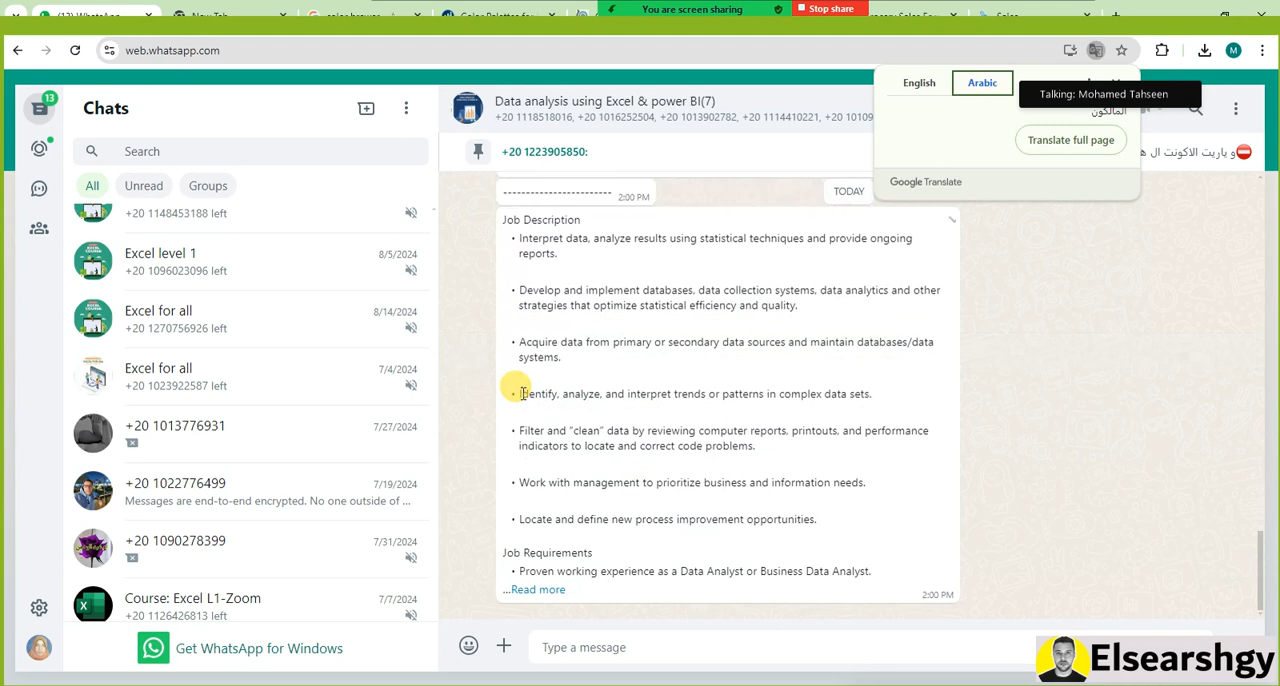 You are screen sharing
Stop share
web.whatsapp.com
M
English
Arabic
Talking: Mohamed Tahseen
المالكون
Translate full page
Google Translate
13
Chats
Search
All
Unread
Groups
+20 1148453188 left
Excel level 1
8/5/2024
+20 1096023096 left
Excel for all
8/14/2024
+20 1270756926 left
Excel for all
7/4/2024
+20 1023922587 left
+20 1013776931
7/27/2024
+20 1022776499
7/19/2024
Messages are end-to-end encrypted. No one outside of ...
+20 1090278399
7/31/2024
Course: Excel L1-Zoom
7/7/2024
+20 1126426813 left
Get WhatsApp for Windows
Data analysis using Excel & power BI(7)
+20 1118518016, +20 1016252504, +20 1013902782, +20 1114410221, +20 1010
+20 1223905850:
و ياريت الاكونت ال
------------------------ 2:00 PM
TODAY
Job Description
• Interpret data, analyze results using statistical techniques and provide ongoing
reports.
• Develop and implement databases, data collection systems, data analytics and other
strategies that optimize statistical efficiency and quality.
• Acquire data from primary or secondary data sources and maintain databases/data
systems.
• Identify, analyze, and interpret trends or patterns in complex data sets.
• Filter and “clean” data by reviewing computer reports, printouts, and performance
indicators to locate and correct code problems.
• Work with management to prioritize business and information needs.
• Locate and define new process improvement opportunities.
Job Requirements
• Proven working experience as a Data Analyst or Business Data Analyst.
...Read more
2:00 PM
Type a message
Elsearshgy